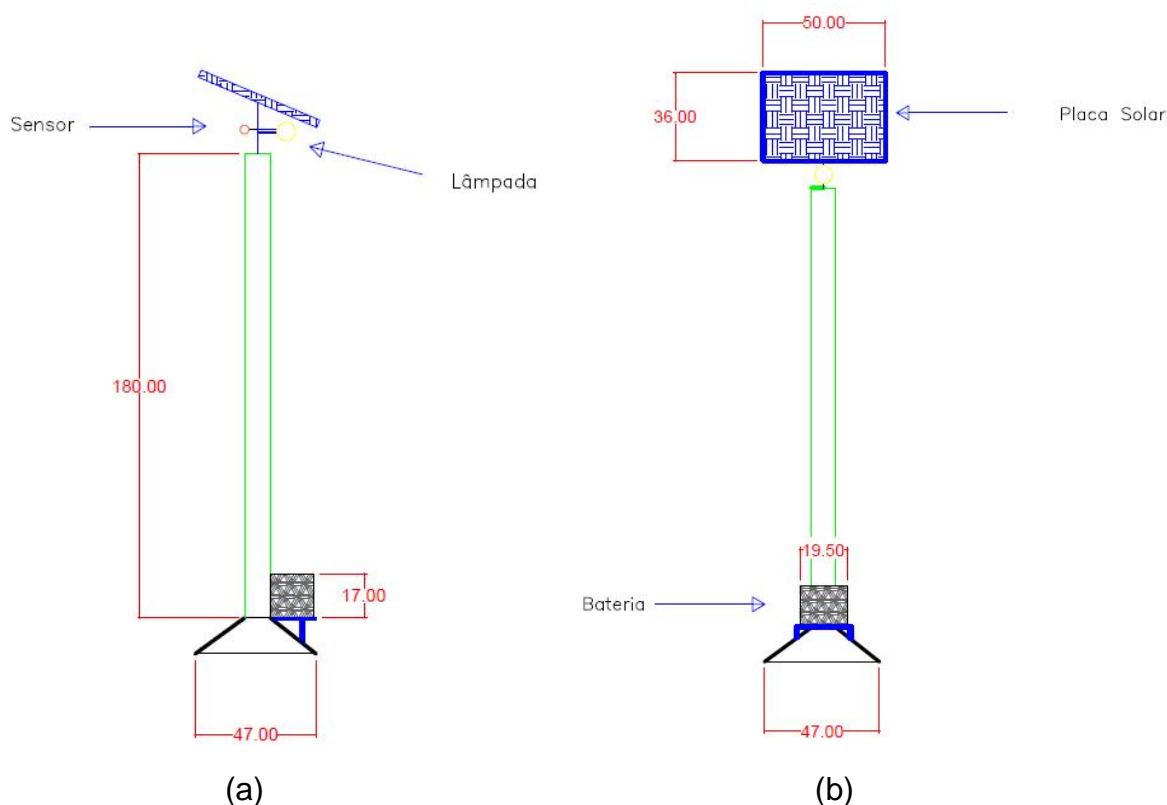 Sensor
Lâmpada
180.00
17.00
47.00
(a)
50.00
36.00
Placa Solar
19.50
Bateria
47.00
(b)